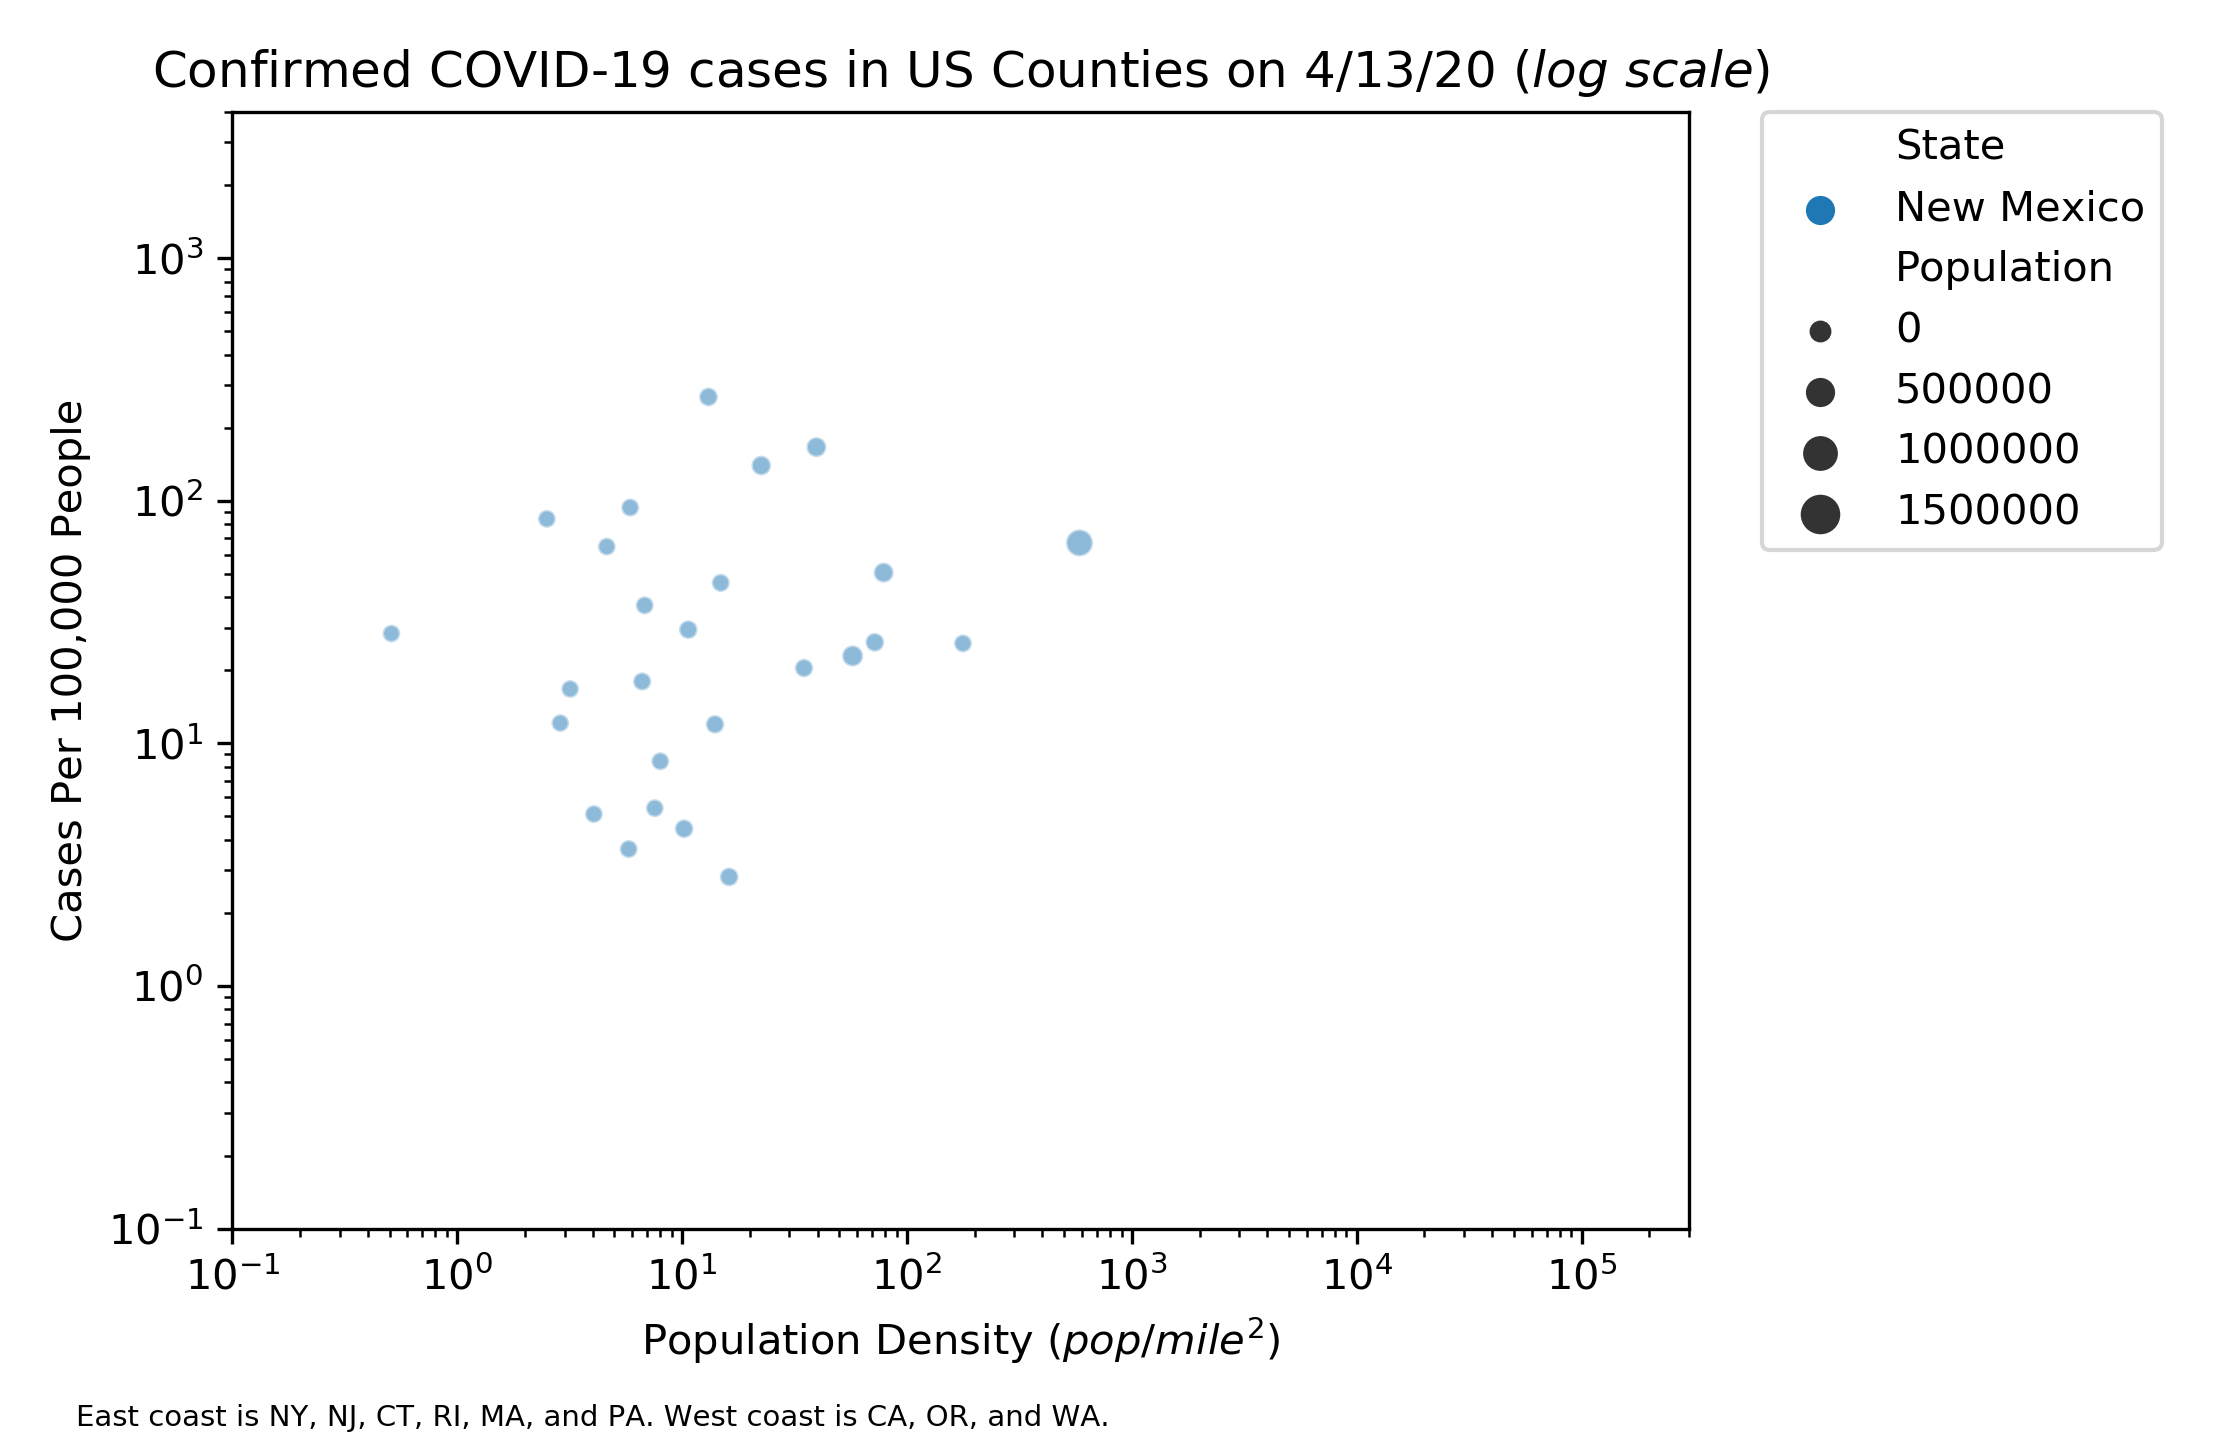 Confirmed COVID-19 cases in US Counties on 4/13/20 (log scale)
State
New Mexico
Population
0
500000
1000000
1500000
Cases Per 100,000 People
10³
10²
10¹
10⁰
10⁻¹
10⁻¹ 10⁰ 10¹ 10² 10³ 10⁴ 10⁵
Population Density (pop/mile²)
East coast is NY, NJ, CT, RI, MA, and PA. West coast is CA, OR, and WA.